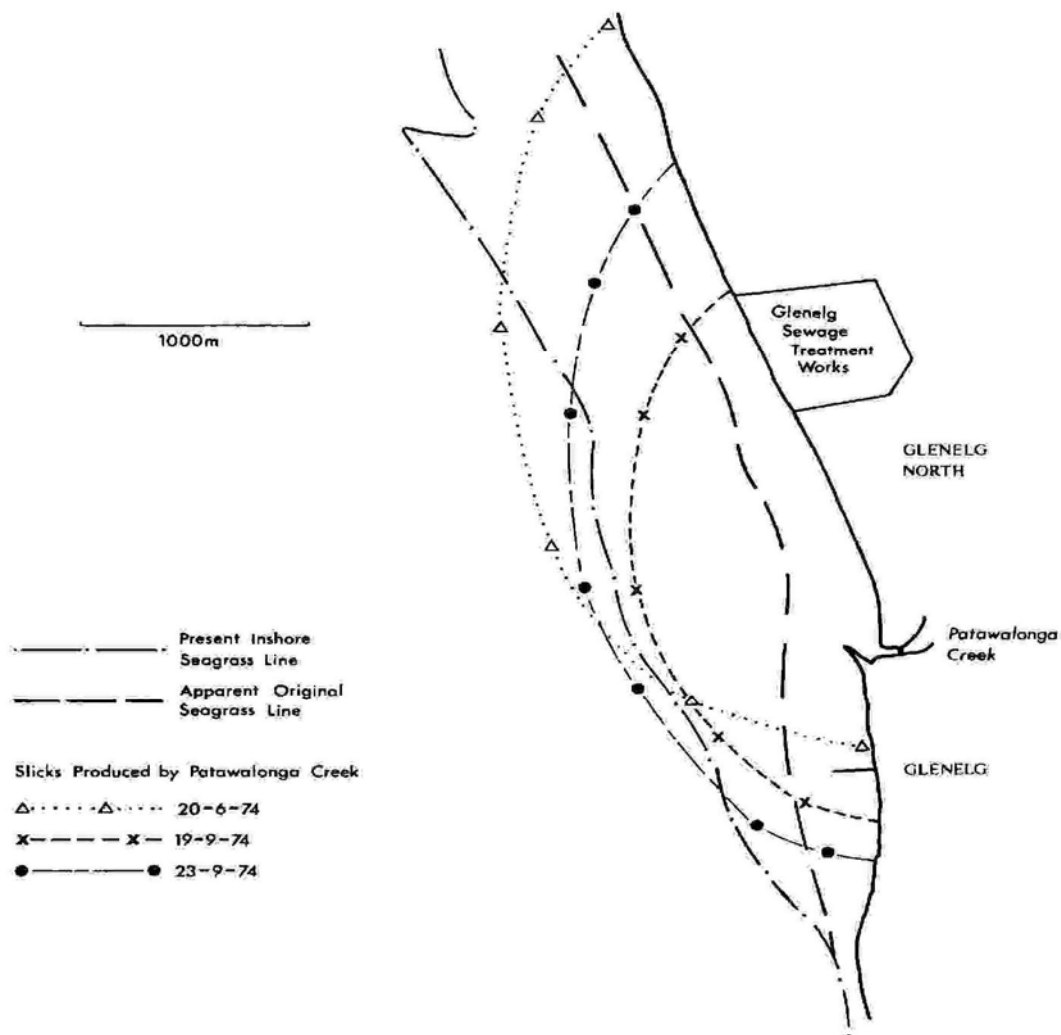 1000m
Glenelg
Sewage
Treatment
Works
GLENELG
NORTH
Patawalonga
Creek
GLENELG
Present Inshore
Seagrass Line
Apparent Original
Seagrass Line
Slicks Produced by Patawalonga Creek
20-6-74
19-9-74
23-9-74